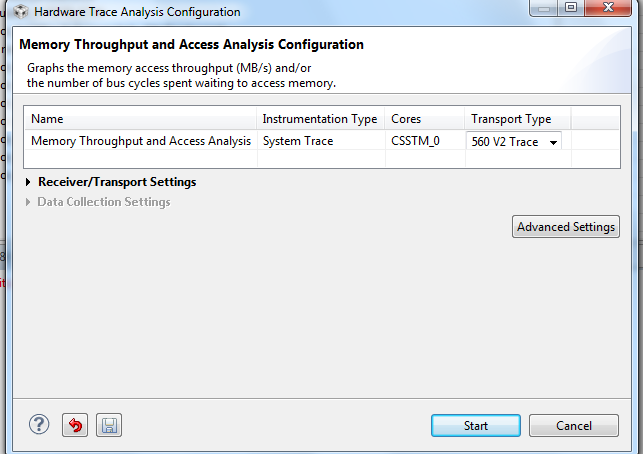 Hardware Trace Analysis Configuration
Memory Throughput and Access Analysis Configuration
Graphs the memory access throughput (MB/s) and/or
the number of bus cycles spent waiting to access memory.
Name Instrumentation Type Cores Transport Type
Memory Throughput and Access Analysis System Trace CSSTM_0 560 V2 Trace
Receiver/Transport Settings
Data Collection Settings
Advanced Settings
? Start Cancel